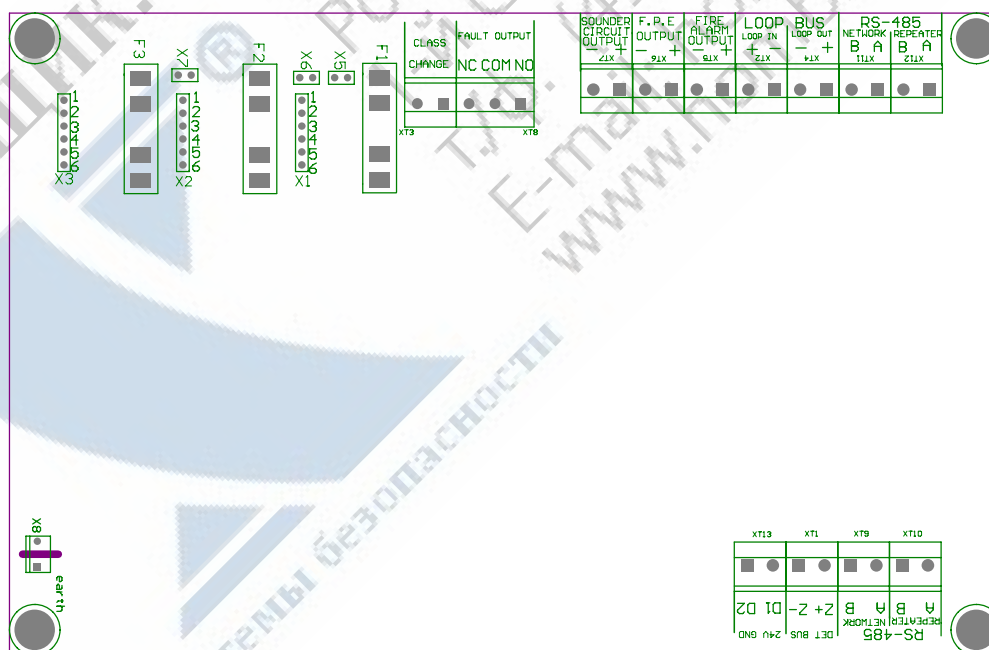 SOUNDER CIRCUIT OUTPUT
- +
XT7
F.P.E OUTPUT
- +
XT6
FIRE ALARM OUTPUT
- +
XT5
LOOP BUS
LOOP IN LOOP OUT
+ - - +
XT2 XT4
RS-485
NETWORK REPEATER
B A B A
XT11 XT12
CLASS CHANGE
FAULT OUTPUT
NC COM NO
XT3 XT8
F3 X7 F2 X6 X5 F1
1
2
3
4
5
6
X3
1
2
3
4
5
6
X2
1
2
3
4
5
6
X1
X8
earth
XT13 XT1 XT9 XT10
D2 D1 Z- Z+ B A B A
24V GND DET BUS NETWORK REPEATER
RS-485
®
E-mail:
www.
безопасности